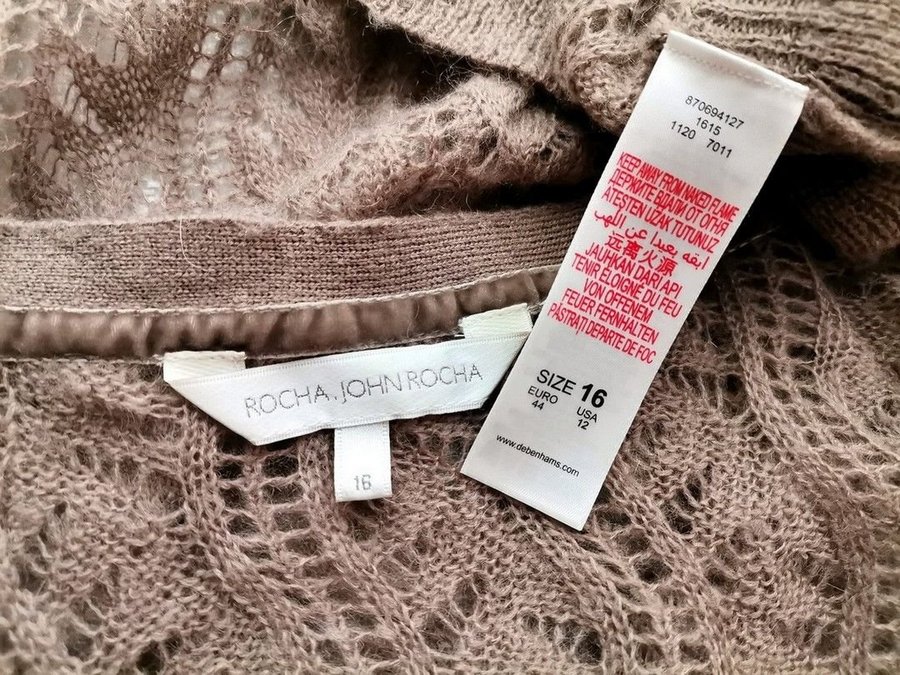 ROCHA.JOHN ROCHA
16
870694127
1615
1120 7011
KEEP AWAY FROM NAKED FLAME
ДЕРЖИТЕ ВДАЛИ ОТ ОГНЯ
ATESTEN UZAK TUTUNUZ
ابقه بعيدا عن اللهب
远离火源
JAUHKAN DARI API
TENIR ÉLOIGNÉ DU FEU
VON OFFENEM
FEUER FERNHALTEN
PĂSTRAȚI DEPARTE DE FOC
SIZE 16
EURO USA
44 12
www.debenhams.com